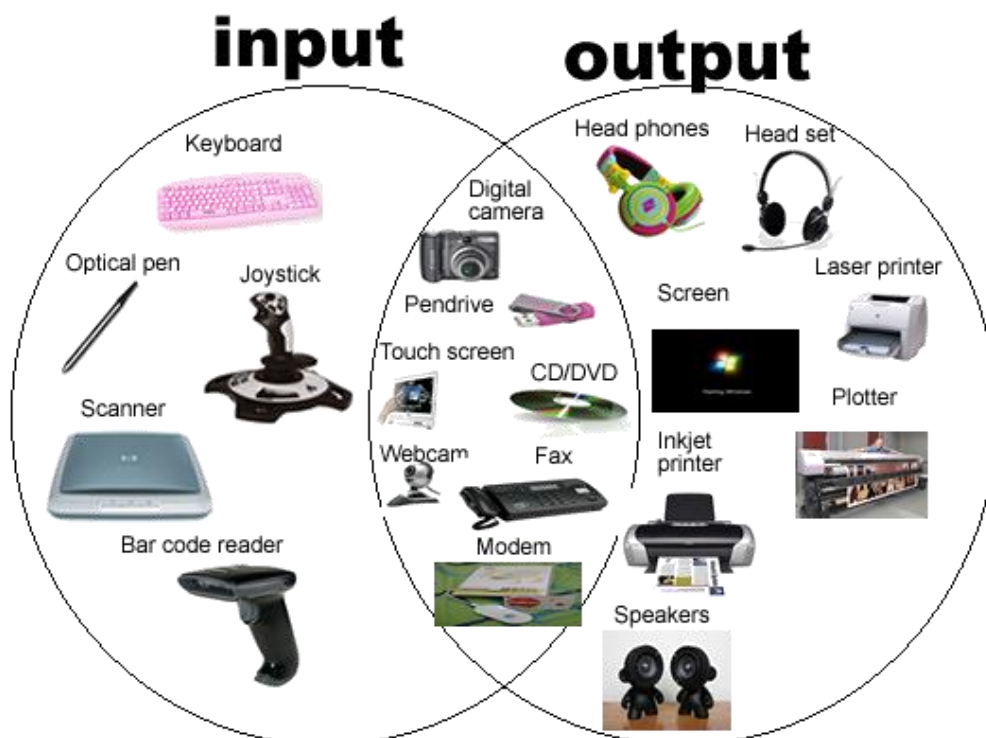 input
output
Keyboard
Optical pen
Joystick
Scanner
Bar code reader
Digital
camera
Pendrive
Touch screen
CD/DVD
Webcam
Fax
Modem
Head phones
Head set
Laser printer
Screen
Plotter
Inkjet
printer
Speakers